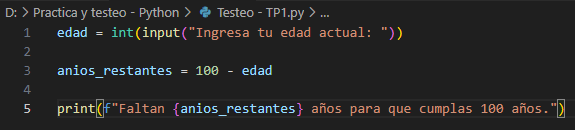 D: > Practica y testeo - Python > Testeo - TP1.py > ...
1 edad = int(input("Ingresa tu edad actual: "))
2
3 anios_restantes = 100 - edad
4
5 print(f"Faltan {anios_restantes} años para que cumplas 100 años.")